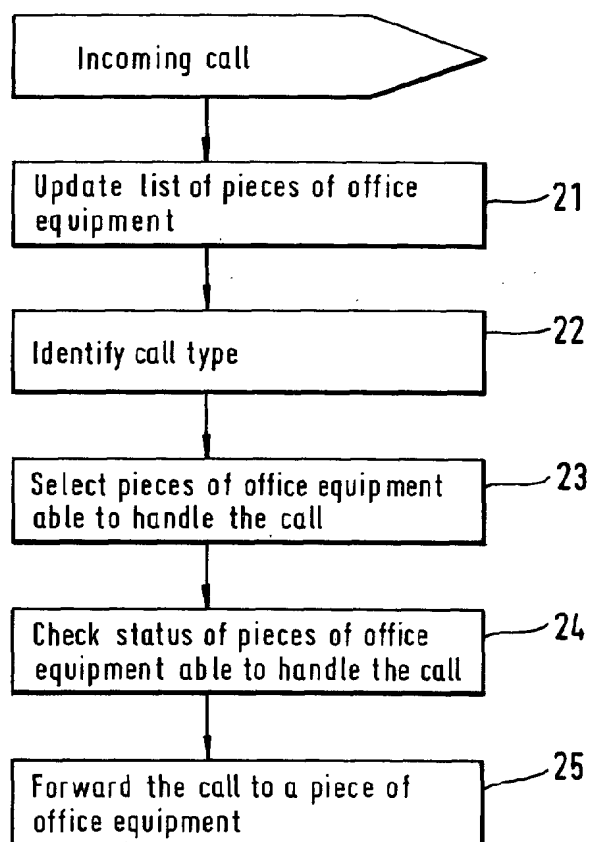 Incoming call
Update list of pieces of office
equipment
21
Identify call type
22
Select pieces of office equipment
able to handle the call
23
Check status of pieces of office
equipment able to handle the call
24
Forward the call to a piece of
office equipment
25